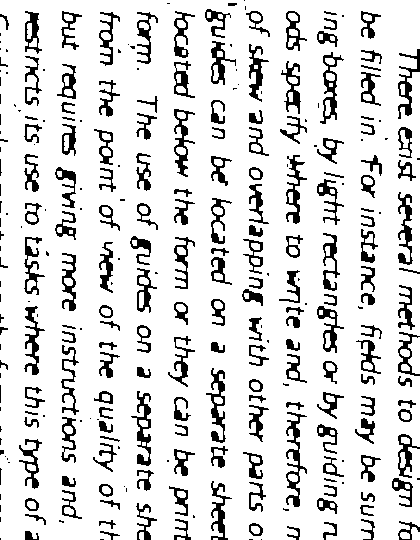 There exist several methods to design fo
be filled in. For instance, fields may be surr
ing boxes, by light rectangles or by guiding ru
ods specify where to write and, therefore, m
of skew and overlapping with other parts o
guides can be located on a separate sheet
located below the form or they can be print
form. The use of guides on a separate she
from the point of view of the quality of th
but requires giving more instructions and,
restricts its use to tasks where this type of a